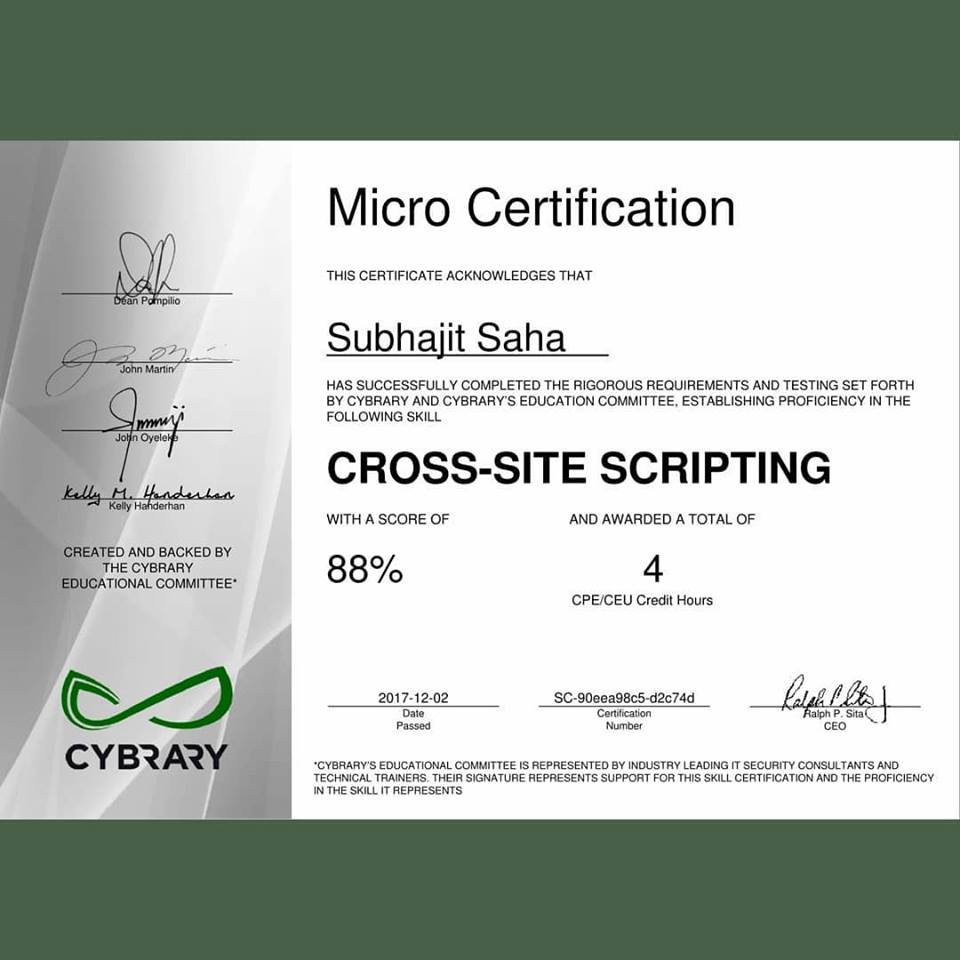 Dean Pompilio
John Martin
John Oyeleke
Kelly M. Handerhan
Kelly Handerhan
CREATED AND BACKED BY
THE CYBRARY
EDUCATIONAL COMMITTEE*
CYBRARY
Micro Certification
THIS CERTIFICATE ACKNOWLEDGES THAT
Subhajit Saha
HAS SUCCESSFULLY COMPLETED THE RIGOROUS REQUIREMENTS AND TESTING SET FORTH
BY CYBRARY AND CYBRARY'S EDUCATION COMMITTEE, ESTABLISHING PROFICIENCY IN THE
FOLLOWING SKILL
CROSS-SITE SCRIPTING
WITH A SCORE OF
88%
AND AWARDED A TOTAL OF
4
CPE/CEU Credit Hours
2017-12-02
Date
Passed
SC-90eea98c5-d2c74d
Certification
Number
Ralph P. Sita
CEO
*CYBRARY'S EDUCATIONAL COMMITTEE IS REPRESENTED BY INDUSTRY LEADING IT SECURITY CONSULTANTS AND
TECHNICAL TRAINERS. THEIR SIGNATURE REPRESENTS SUPPORT FOR THIS SKILL CERTIFICATION AND THE PROFICIENCY
IN THE SKILL IT REPRESENTS